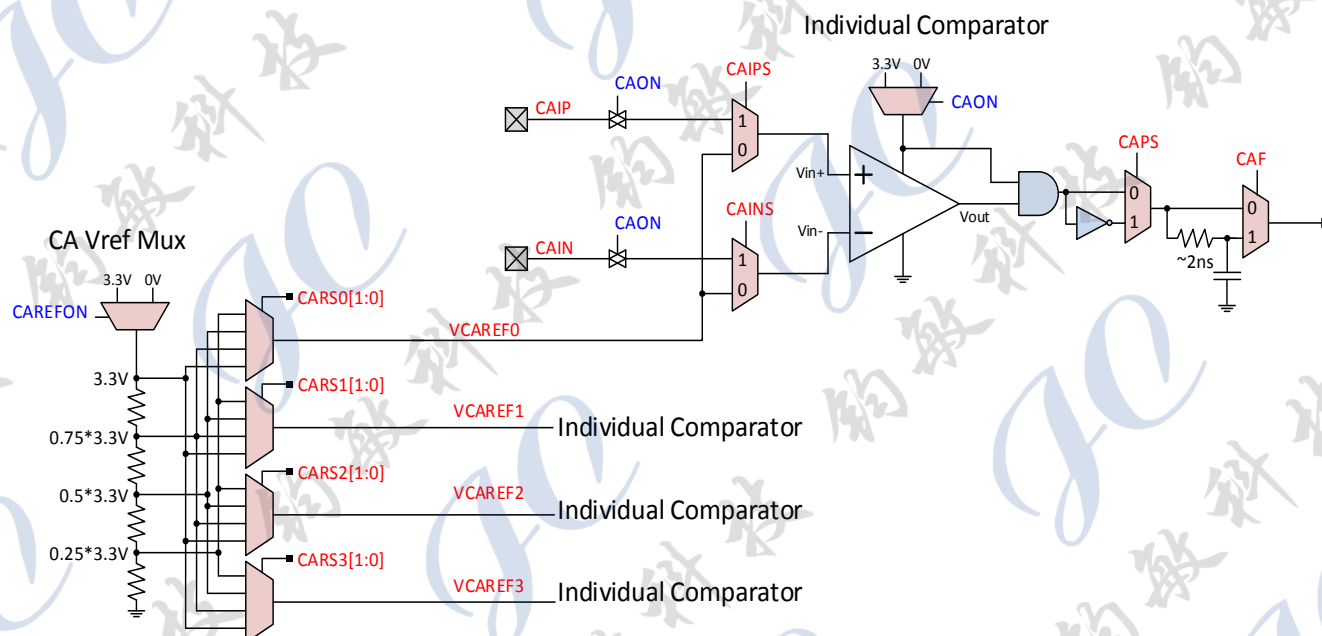 Individual Comparator
3.3V 0V
CAON
CAIPS
CAON
CAIP
1
0
Vin+
+
Vout
CAPS
0
1
CAF
0
1
~2ns
CAINS
CAON
CAIN
1
0
Vin-
−
CA Vref Mux
3.3V 0V
CAREFON
CARS0[1:0]
VCAREF0
3.3V
CARS1[1:0]
VCAREF1
Individual Comparator
0.75*3.3V
CARS2[1:0]
VCAREF2
Individual Comparator
0.5*3.3V
0.25*3.3V
CARS3[1:0]
VCAREF3
Individual Comparator